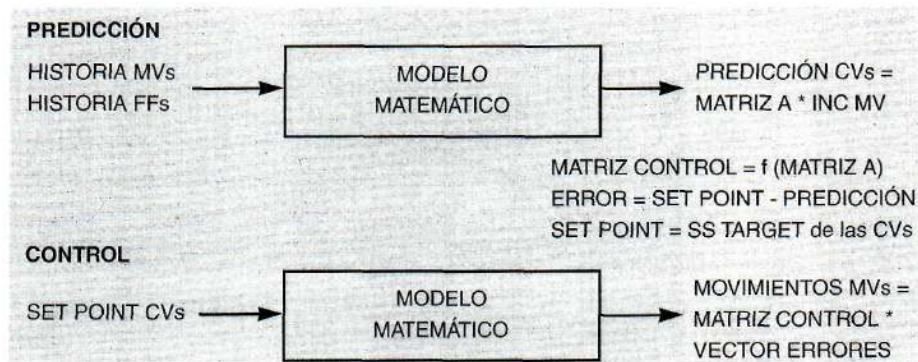 PREDICCIÓN
HISTORIA MVs
HISTORIA FFs
MODELO
MATEMÁTICO
PREDICCIÓN CVs =
MATRIZ A * INC MV
MATRIZ CONTROL = f (MATRIZ A)
ERROR = SET POINT - PREDICCIÓN
SET POINT = SS TARGET de las CVs
CONTROL
SET POINT CVs
MODELO
MATEMÁTICO
MOVIMIENTOS MVs =
MATRIZ CONTROL *
VECTOR ERRORES